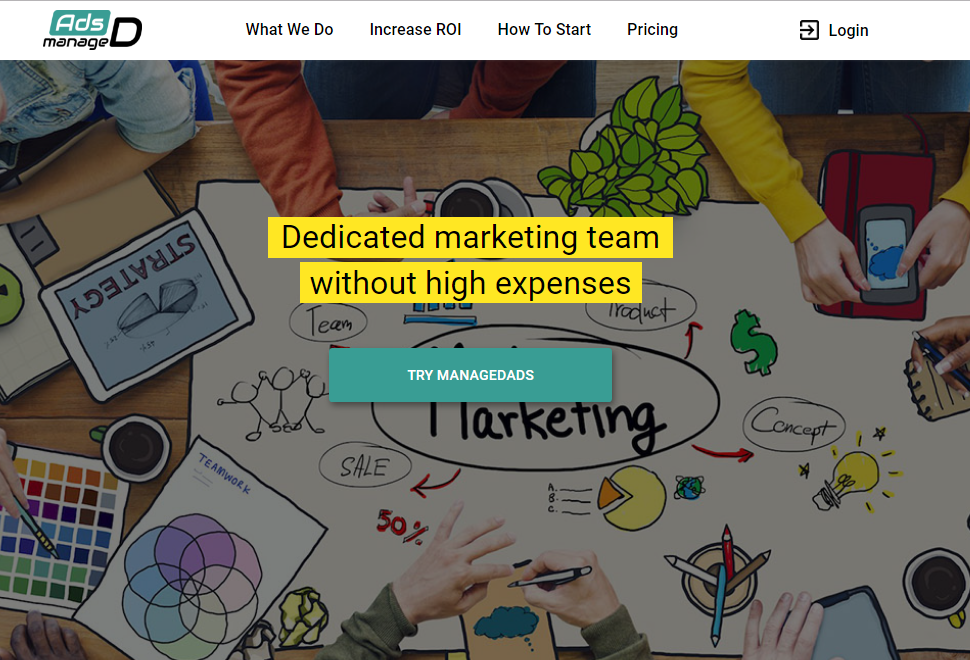 Ads
manageD
What We Do
Increase ROI
How To Start
Pricing
Login
Dedicated marketing team
without high expenses
TRY MANAGEDADS
STRATEGY
Team
Product
Marketing
Concept
SALE
TEAMWORK
A.
B.
C.
50%